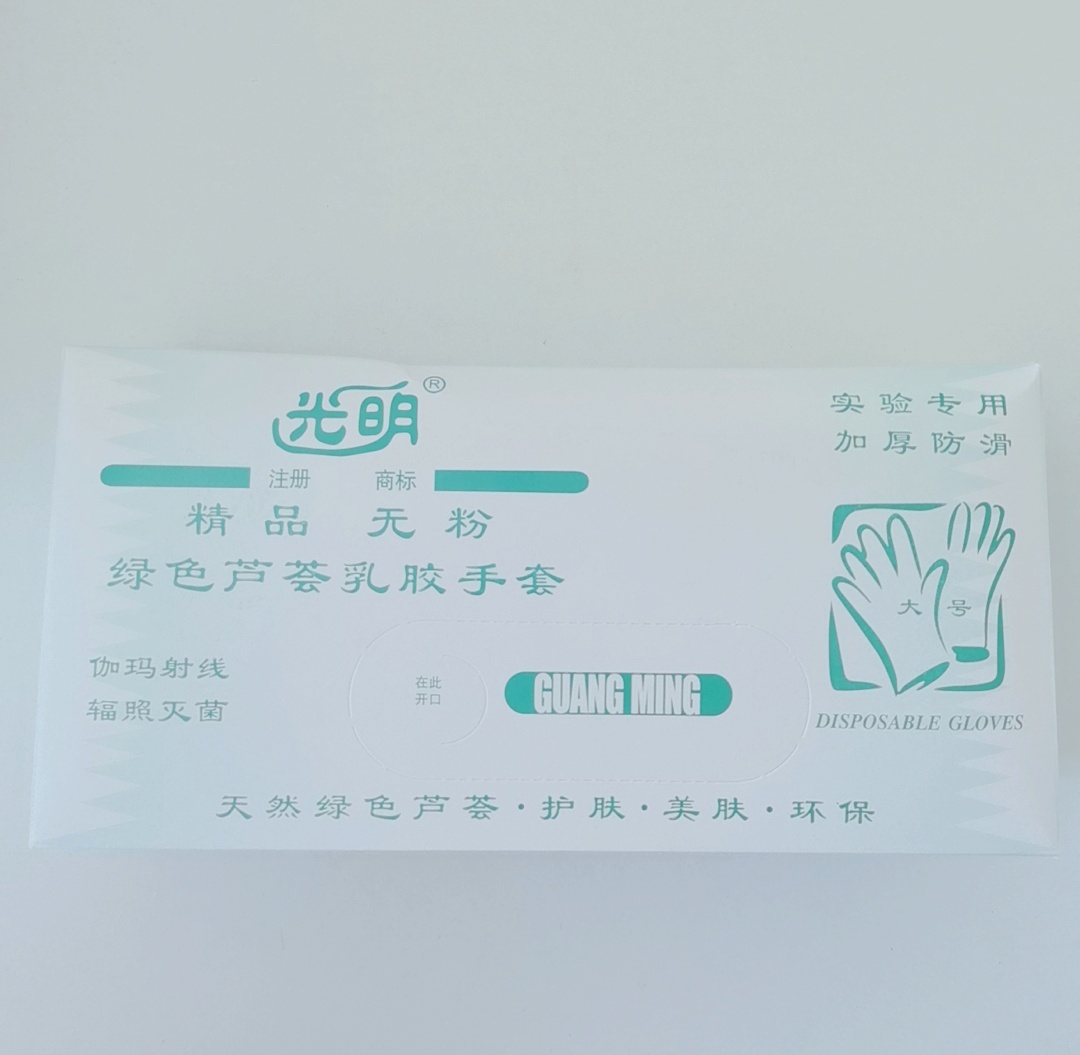 光明®
注册 商标
精品 无粉
绿色芦荟乳胶手套
实验专用
加厚防滑
大号
DISPOSABLE GLOVES
伽玛射线
辐照灭菌
在此
开口
GUANG MING
天然绿色芦荟·护肤·美肤·环保